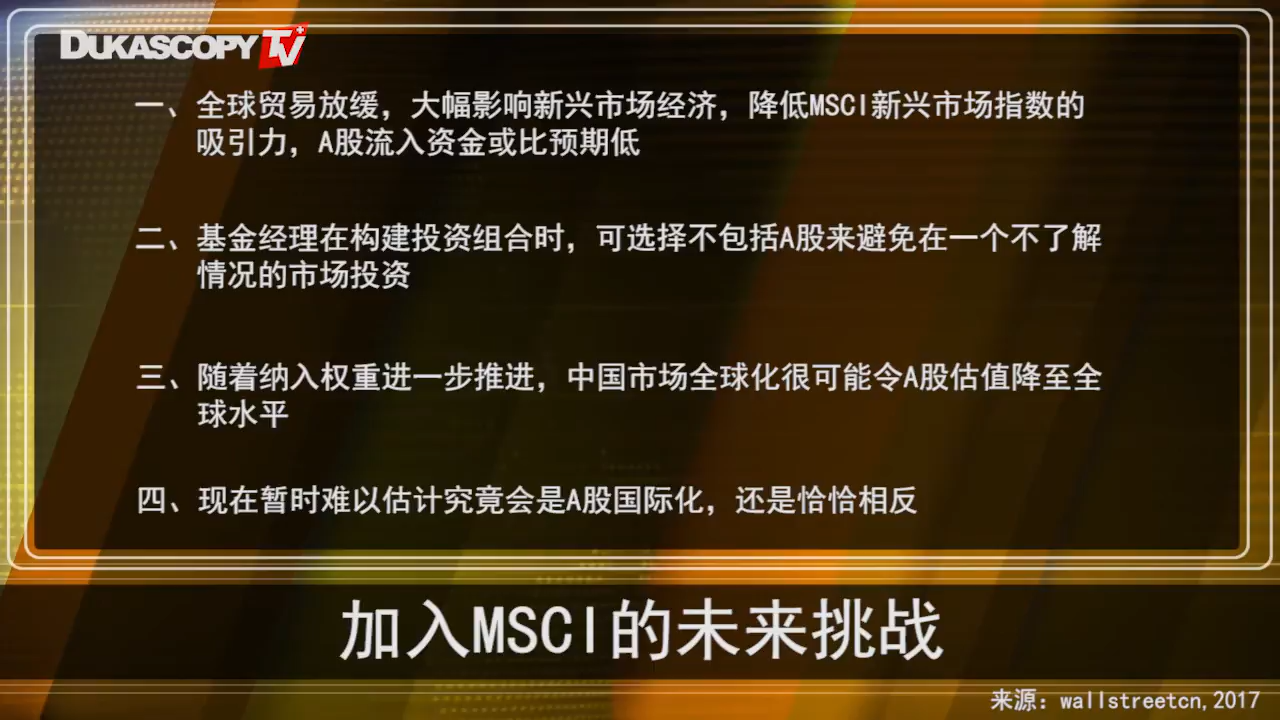 DUKASCOPY TV
一、全球贸易放缓，大幅影响新兴市场经济，降低MSCI新兴市场指数的
吸引力，A股流入资金或比预期低
二、基金经理在构建投资组合时，可选择不包括A股来避免在一个不了解
情况的市场投资
三、随着纳入权重进一步推进，中国市场全球化很可能令A股估值降至全
球水平
四、现在暂时难以估计究竟会是A股国际化，还是恰恰相反
加入MSCI的未来挑战
来源：wallstreetcn,2017